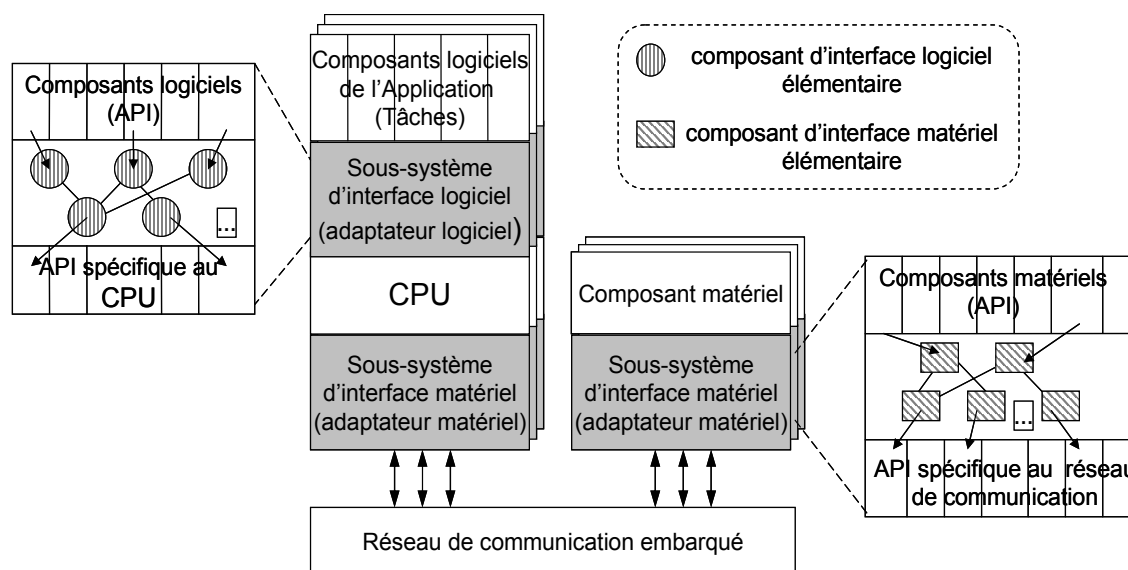 Composants logiciels
(API)
...
API spécifique au
CPU
Composants logiciels
de l'Application
(Tâches)
Sous-système
d'interface logiciel
(adaptateur logiciel)
CPU
Sous-système
d'interface matériel
(adaptateur matériel)
Composant matériel
Sous-système
d'interface matériel
(adaptateur matériel)
Réseau de communication embarqué
composant d'interface logiciel
élémentaire
composant d'interface matériel
élémentaire
Composants matériels
(API)
...
API spécifique au réseau
de communication